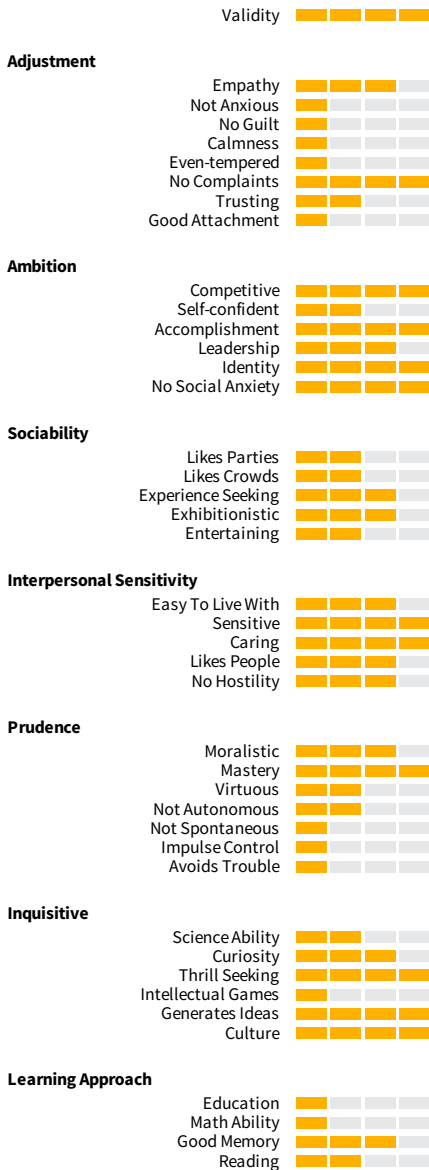 Validity
Adjustment
Empathy
Not Anxious
No Guilt
Calmness
Even-tempered
No Complaints
Trusting
Good Attachment
Ambition
Competitive
Self-confident
Accomplishment
Leadership
Identity
No Social Anxiety
Sociability
Likes Parties
Likes Crowds
Experience Seeking
Exhibitionistic
Entertaining
Interpersonal Sensitivity
Easy To Live With
Sensitive
Caring
Likes People
No Hostility
Prudence
Moralistic
Mastery
Virtuous
Not Autonomous
Not Spontaneous
Impulse Control
Avoids Trouble
Inquisitive
Science Ability
Curiosity
Thrill Seeking
Intellectual Games
Generates Ideas
Culture
Learning Approach
Education
Math Ability
Good Memory
Reading